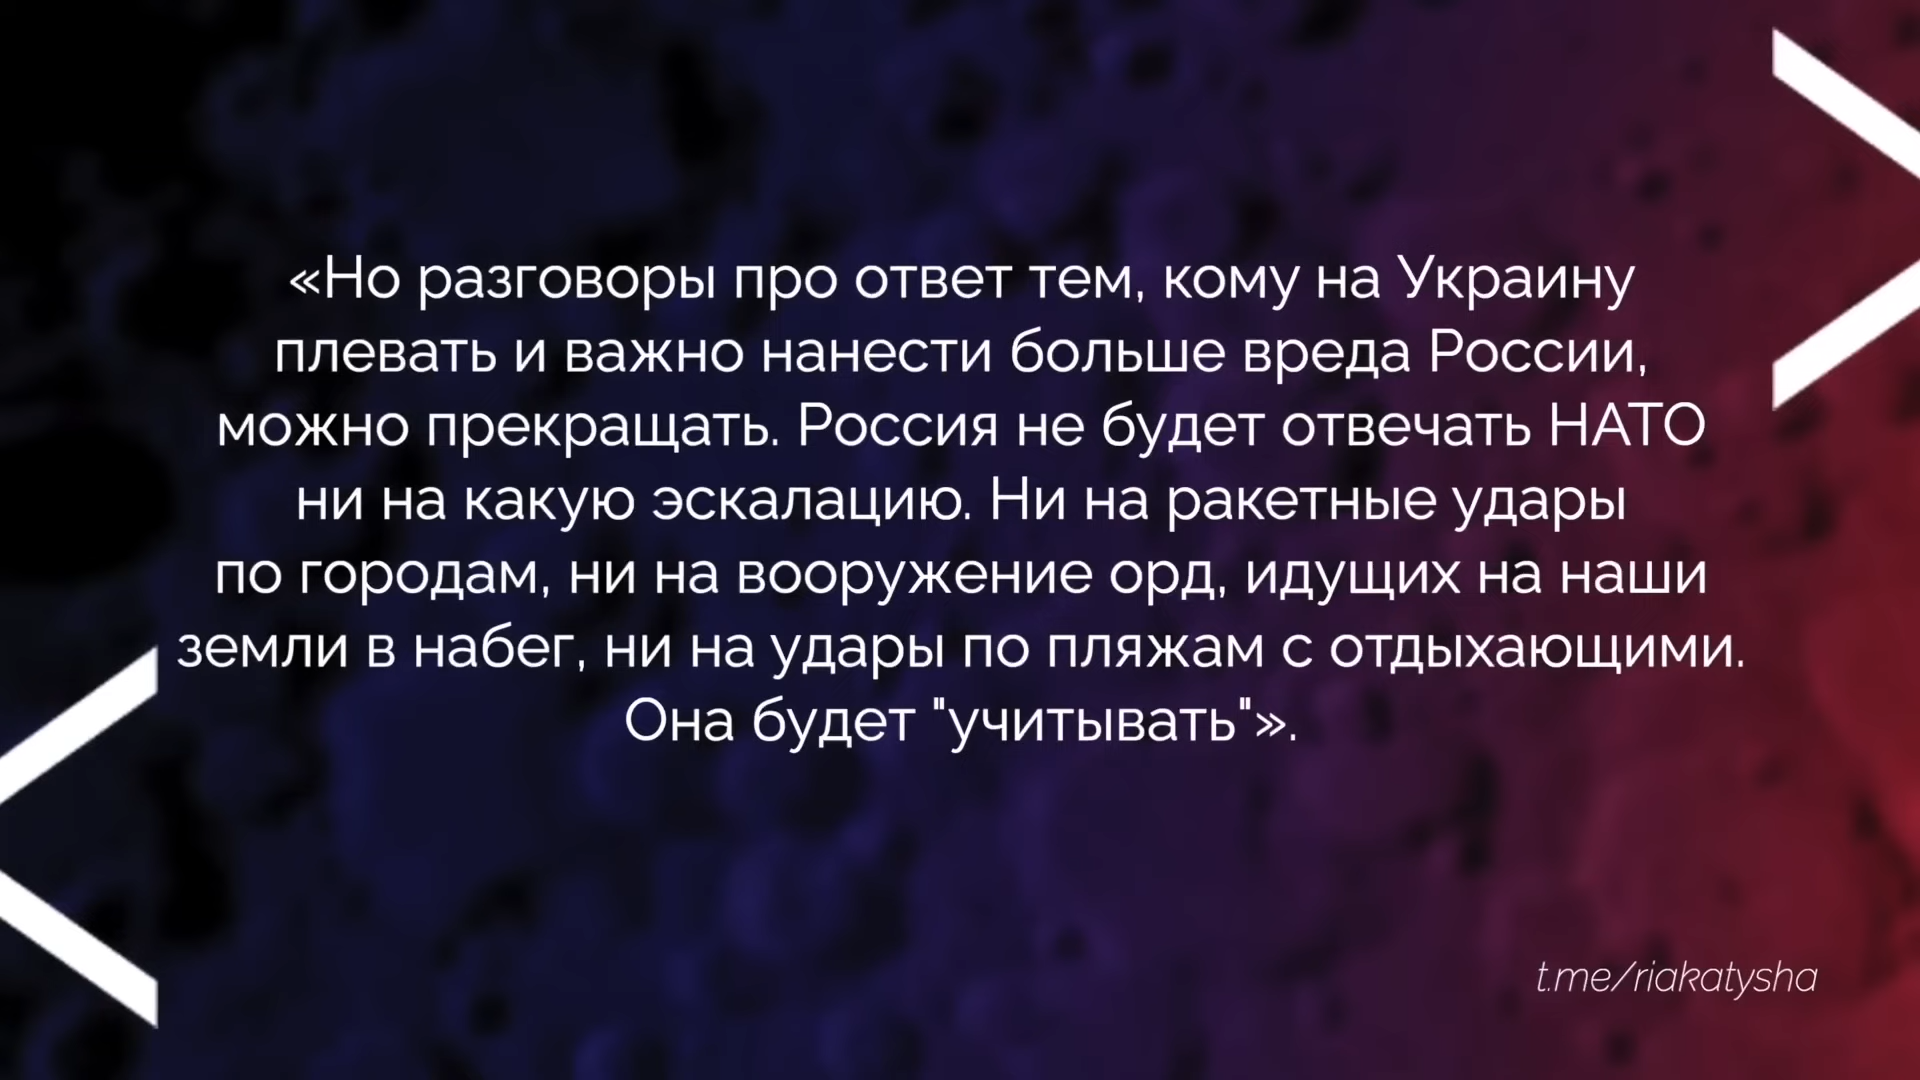 «Но разговоры про ответ тем, кому на Украину
плевать и важно нанести больше вреда России,
можно прекращать. Россия не будет отвечать НАТО
ни на какую эскалацию. Ни на ракетные удары
по городам, ни на вооружение орд, идущих на наши
земли в набег, ни на удары по пляжам с отдыхающими.
Она будет "учитывать"».
t.me/riakatysha